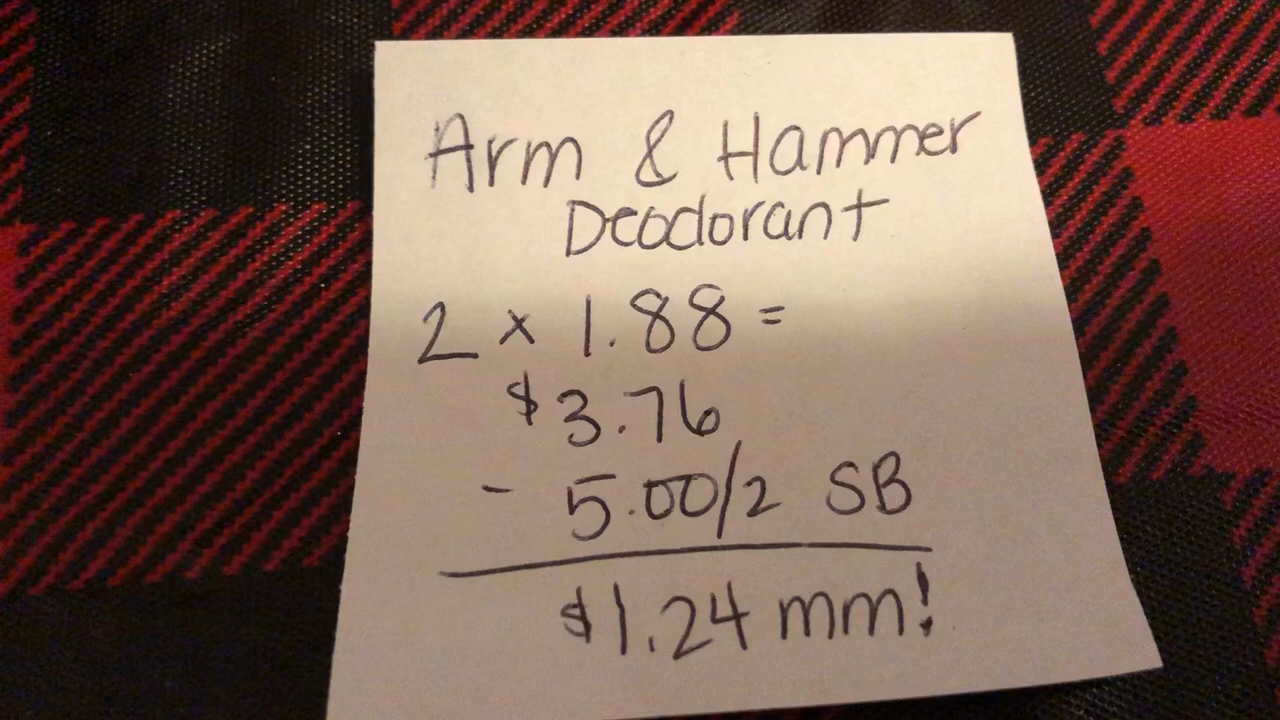 Arm & Hammer
Deodorant
2 x 1.88 =
$3.76
- 5.00/2 SB
$1.24 mm!